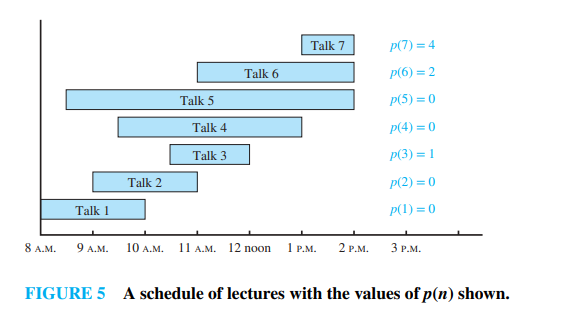 Talk 7 p(7) = 4
Talk 6 p(6) = 2
Talk 5 p(5) = 0
Talk 4 p(4) = 0
Talk 3 p(3) = 1
Talk 2 p(2) = 0
Talk 1 p(1) = 0
8 A.M. 9 A.M. 10 A.M. 11 A.M. 12 noon 1 P.M. 2 P.M. 3 P.M.
FIGURE 5 A schedule of lectures with the values of p(n) shown.